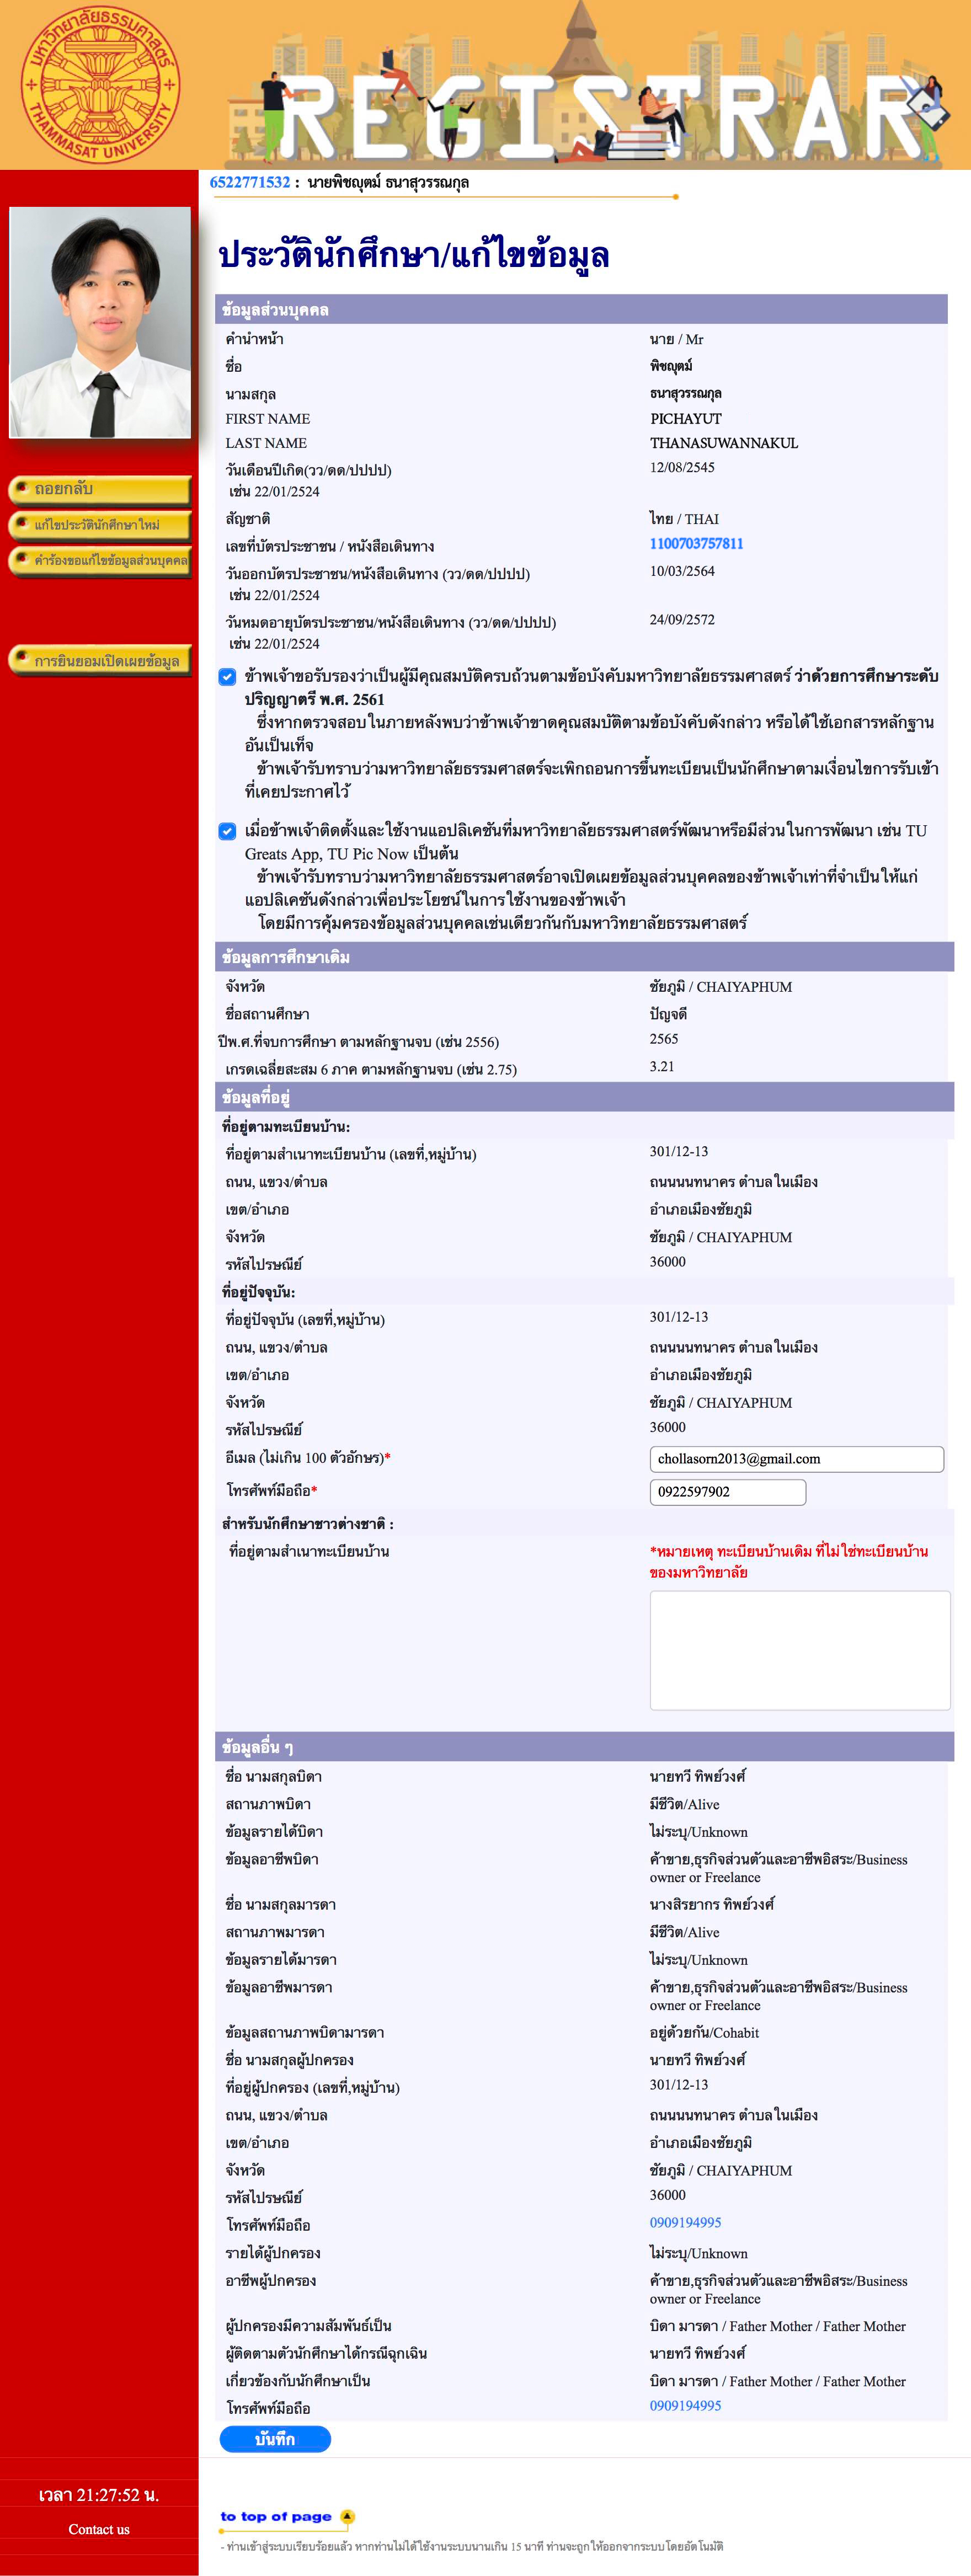 มหาวิทยาลัยธรรมศาสตร์
THAMMASAT UNIVERSITY
REGISTRAR
6522771532 : นายพิชญุตม์ ธนาสุวรรณกุล
ประวัตินักศึกษา/แก้ไขข้อมูล
ถอยกลับ
แก้ไขประวัตินักศึกษาใหม่
คำร้องขอแก้ไขข้อมูลส่วนบุคคล
การยินยอมเปิดเผยข้อมูล
ข้อมูลส่วนบุคคล
คำนำหน้า นาย / Mr
ชื่อ พิชญุตม์
นามสกุล ธนาสุวรรณกุล
FIRST NAME PICHAYUT
LAST NAME THANASUWANNAKUL
วันเดือนปีเกิด(วว/ดด/ปปปป) 12/08/2545
เช่น 22/01/2524
สัญชาติ ไทย / THAI
เลขที่บัตรประชาชน / หนังสือเดินทาง 1100703757811
วันออกบัตรประชาชน/หนังสือเดินทาง (วว/ดด/ปปปป) 10/03/2564
เช่น 22/01/2524
วันหมดอายุบัตรประชาชน/หนังสือเดินทาง (วว/ดด/ปปปป) 24/09/2572
เช่น 22/01/2524
ข้าพเจ้าขอรับรองว่าเป็นผู้มีคุณสมบัติครบถ้วนตามข้อบังคับมหาวิทยาลัยธรรมศาสตร์ ว่าด้วยการศึกษาระดับ
ปริญญาตรี พ.ศ. 2561
ซึ่งหากตรวจสอบในภายหลังพบว่าข้าพเจ้าขาดคุณสมบัติตามข้อบังคับดังกล่าว หรือได้ใช้เอกสารหลักฐาน
อันเป็นเท็จ
ข้าพเจ้ารับทราบว่ามหาวิทยาลัยธรรมศาสตร์จะเพิกถอนการขึ้นทะเบียนเป็นนักศึกษาตามเงื่อนไขการรับเข้า
ที่เคยประกาศไว้
เมื่อข้าพเจ้าติดตั้งและใช้งานแอปลิเคชันที่มหาวิทยาลัยธรรมศาสตร์พัฒนาหรือมีส่วนในการพัฒนา เช่น TU
Greats App, TU Pic Now เป็นต้น
ข้าพเจ้ารับทราบว่ามหาวิทยาลัยธรรมศาสตร์อาจเปิดเผยข้อมูลส่วนบุคคลของข้าพเจ้าเท่าที่จำเป็นให้แก่
แอปลิเคชันดังกล่าวเพื่อประโยชน์ในการใช้งานของข้าพเจ้า
โดยมีการคุ้มครองข้อมูลส่วนบุคคลเช่นเดียวกันกับมหาวิทยาลัยธรรมศาสตร์
ข้อมูลการศึกษาเดิม
จังหวัด ชัยภูมิ / CHAIYAPHUM
ชื่อสถานศึกษา ปัญจดี
ปีพ.ศ.ที่จบการศึกษา ตามหลักฐานจบ (เช่น 2556) 2565
เกรดเฉลี่ยสะสม 6 ภาค ตามหลักฐานจบ (เช่น 2.75) 3.21
ข้อมูลที่อยู่
ที่อยู่ตามทะเบียนบ้าน:
ที่อยู่ตามสำเนาทะเบียนบ้าน (เลขที่,หมู่บ้าน) 301/12-13
ถนน, แขวง/ตำบล ถนนนนทนาคร ตำบลในเมือง
เขต/อำเภอ อำเภอเมืองชัยภูมิ
จังหวัด ชัยภูมิ / CHAIYAPHUM
รหัสไปรษณีย์ 36000
ที่อยู่ปัจจุบัน:
ที่อยู่ปัจจุบัน (เลขที่,หมู่บ้าน) 301/12-13
ถนน, แขวง/ตำบล ถนนนนทนาคร ตำบลในเมือง
เขต/อำเภอ อำเภอเมืองชัยภูมิ
จังหวัด ชัยภูมิ / CHAIYAPHUM
รหัสไปรษณีย์ 36000
อีเมล (ไม่เกิน 100 ตัวอักษร)* chollasorn2013@gmail.com
โทรศัพท์มือถือ* 0922597902
สำหรับนักศึกษาชาวต่างชาติ :
ที่อยู่ตามสำเนาทะเบียนบ้าน *หมายเหตุ ทะเบียนบ้านเดิม ที่ไม่ใช่ทะเบียนบ้าน
ของมหาวิทยาลัย
ข้อมูลอื่น ๆ
ชื่อ นามสกุลบิดา นายทวี ทิพย์วงศ์
สถานภาพบิดา มีชีวิต/Alive
ข้อมูลรายได้บิดา ไม่ระบุ/Unknown
ข้อมูลอาชีพบิดา ค้าขาย,ธุรกิจส่วนตัวและอาชีพอิสระ/Business
owner or Freelance
ชื่อ นามสกุลมารดา นางสิรยากร ทิพย์วงศ์
สถานภาพมารดา มีชีวิต/Alive
ข้อมูลรายได้มารดา ไม่ระบุ/Unknown
ข้อมูลอาชีพมารดา ค้าขาย,ธุรกิจส่วนตัวและอาชีพอิสระ/Business
owner or Freelance
ข้อมูลสถานภาพบิดามารดา อยู่ด้วยกัน/Cohabit
ชื่อ นามสกุลผู้ปกครอง นายทวี ทิพย์วงศ์
ที่อยู่ผู้ปกครอง (เลขที่,หมู่บ้าน) 301/12-13
ถนน, แขวง/ตำบล ถนนนนทนาคร ตำบลในเมือง
เขต/อำเภอ อำเภอเมืองชัยภูมิ
จังหวัด ชัยภูมิ / CHAIYAPHUM
รหัสไปรษณีย์ 36000
โทรศัพท์มือถือ 0909194995
รายได้ผู้ปกครอง ไม่ระบุ/Unknown
อาชีพผู้ปกครอง ค้าขาย,ธุรกิจส่วนตัวและอาชีพอิสระ/Business
owner or Freelance
ผู้ปกครองมีความสัมพันธ์เป็น บิดา มารดา / Father Mother / Father Mother
ผู้ติดตามตัวนักศึกษาได้กรณีฉุกเฉิน นายทวี ทิพย์วงศ์
เกี่ยวข้องกับนักศึกษาเป็น บิดา มารดา / Father Mother / Father Mother
โทรศัพท์มือถือ 0909194995
บันทึก
เวลา 21:27:52 น.
Contact us
to top of page
- ท่านเข้าสู่ระบบเรียบร้อยแล้ว หากท่านไม่ได้ใช้งานระบบนานเกิน 15 นาที ท่านจะถูกให้ออกจากระบบโดยอัตโนมัติ